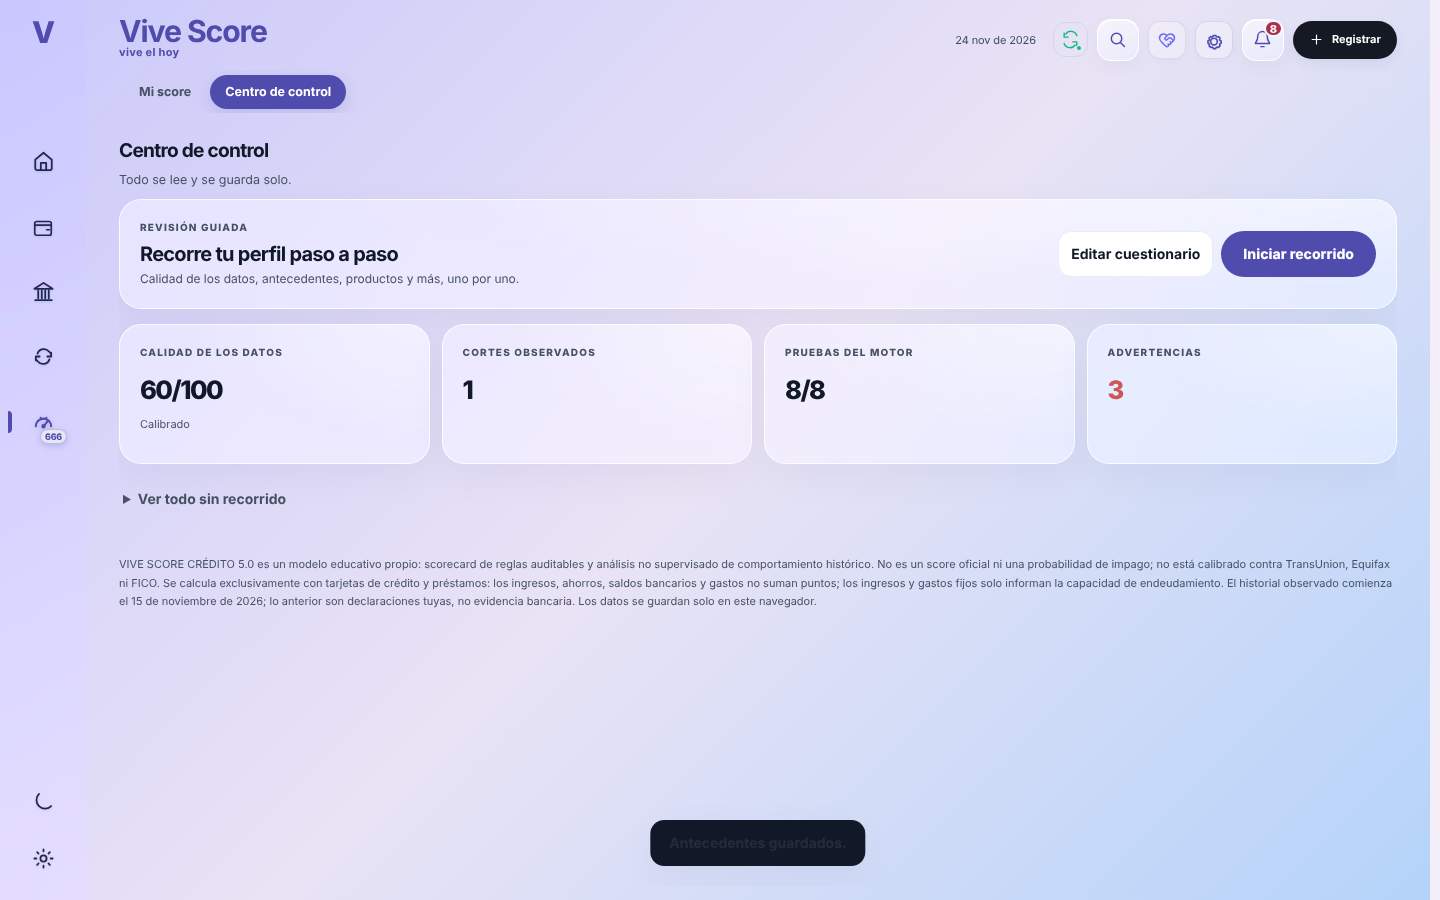 V
Vive Score
vive el hoy
24 nov de 2026
8
Registrar
Mi score
Centro de control
Centro de control
Todo se lee y se guarda solo.
REVISIÓN GUIADA
Recorre tu perfil paso a paso
Calidad de los datos, antecedentes, productos y más, uno por uno.
Editar cuestionario
Iniciar recorrido
CALIDAD DE LOS DATOS
60/100
Calibrado
CORTES OBSERVADOS
1
PRUEBAS DEL MOTOR
8/8
ADVERTENCIAS
3
666
Ver todo sin recorrido
VIVE SCORE CRÉDITO 5.0 es un modelo educativo propio: scorecard de reglas auditables y análisis no supervisado de comportamiento histórico. No es un score oficial ni una probabilidad de impago; no está calibrado contra TransUnion, Equifax
ni FICO. Se calcula exclusivamente con tarjetas de crédito y préstamos: los ingresos, ahorros, saldos bancarios y gastos no suman puntos; los ingresos y gastos fijos solo informan la capacidad de endeudamiento. El historial observado comienza
el 15 de noviembre de 2026; lo anterior son declaraciones tuyas, no evidencia bancaria. Los datos se guardan solo en este navegador.
Antecedentes guardados.